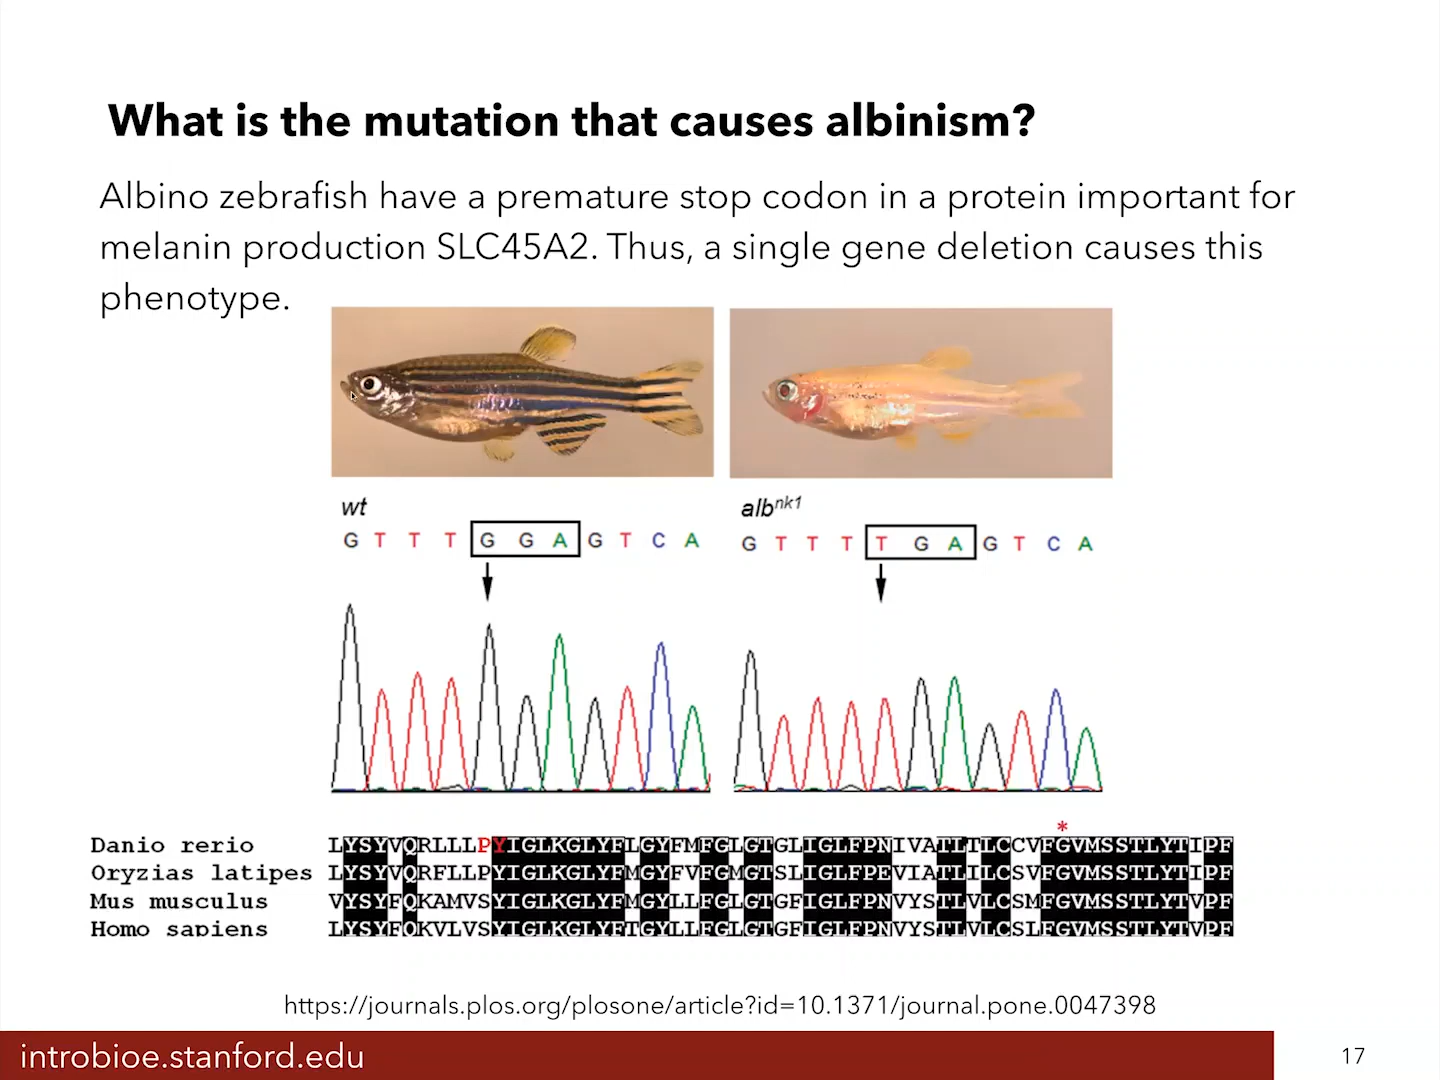 What is the mutation that causes albinism?
Albino zebrafish have a premature stop codon in a protein important for
melanin production SLC45A2. Thus, a single gene deletion causes this
phenotype.
wt
G T T T G G A G T C A
alb^nk1
G T T T T G A G T C A
*
Danio rerio LYSYVQRLLLPYIGLKGLYFLGYFMFGLGTGLIGLFPNIVATLTLCCVFGVMSSTLYTIPF
Oryzias latipes LYSYVQRFLLPYIGLKGLYFMGYFVFGMGTSLIGLFPEVIATLILCSVFGVMSSTLYTIPF
Mus musculus VYSYFQKAMVSYIGLKGLYFMGYLLFGLGTGFIGLFPNVYSTLVLCSMFGVMSSTLYTVPF
Homo sapiens LYSYFQKVLVSYIGLKGLYFTGYLLFGLGTGFIGLFPNVYSTLVLCSLFGVMSSTLYTVPF
https://journals.plos.org/plosone/article?id=10.1371/journal.pone.0047398
introbioe.stanford.edu
17